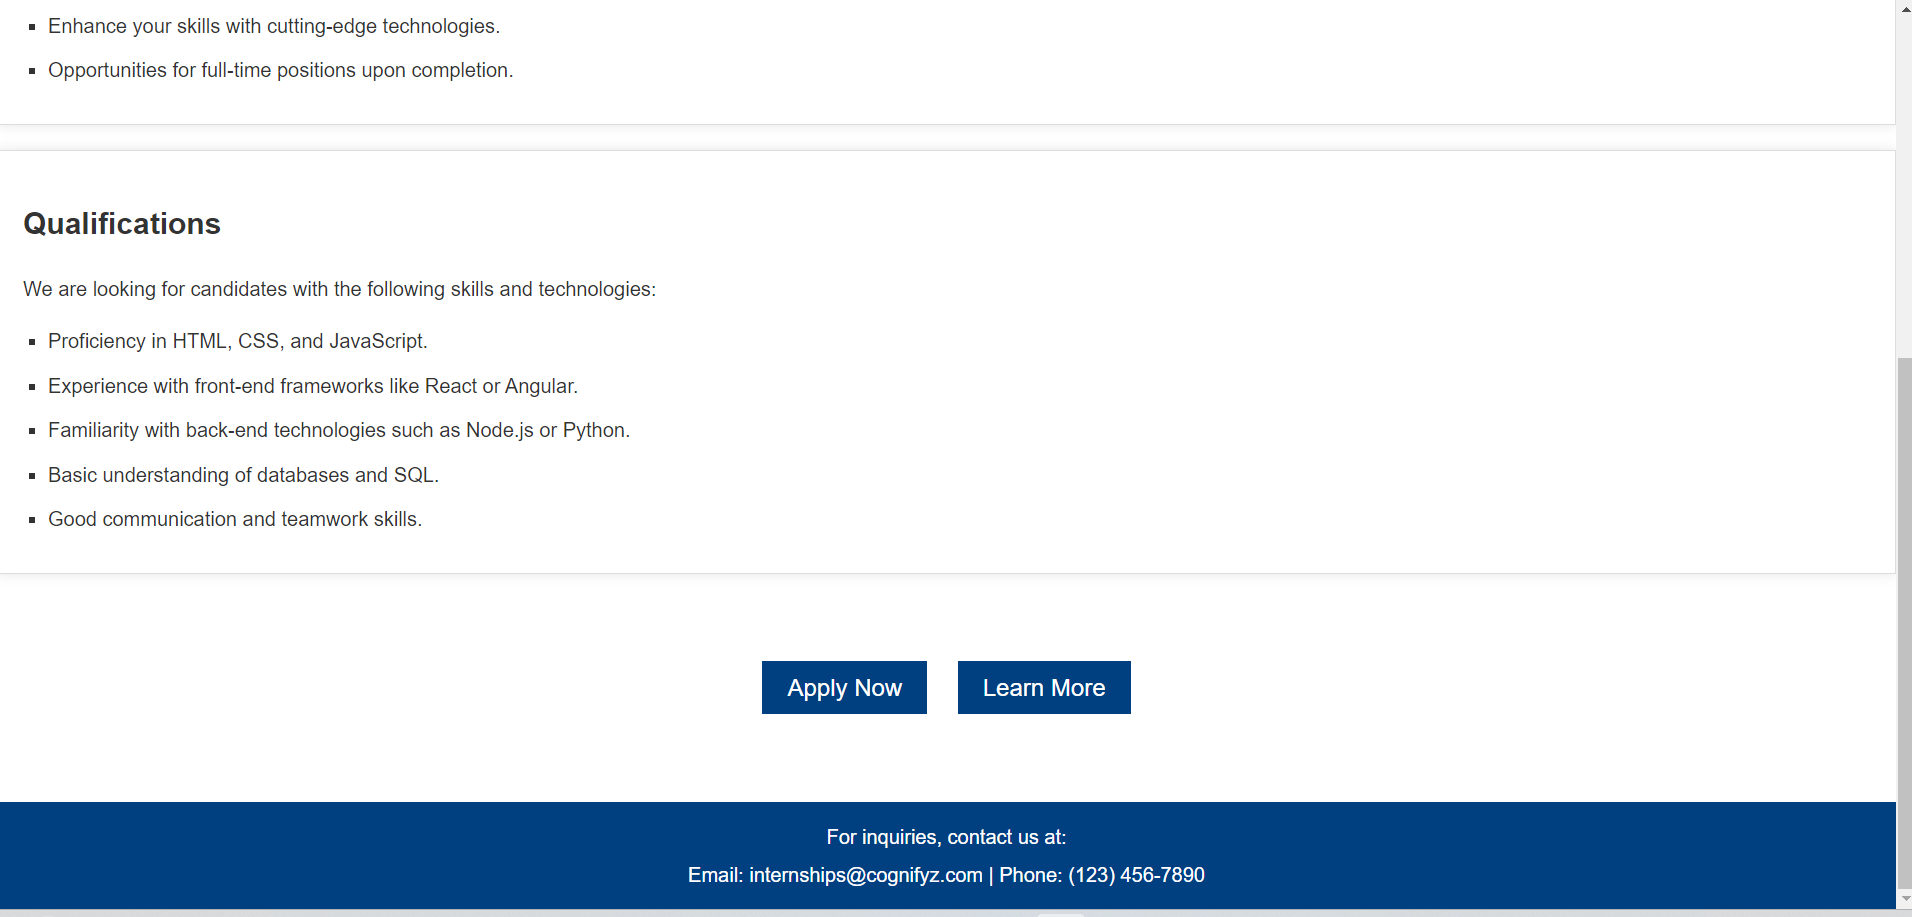 Enhance your skills with cutting-edge technologies.
Opportunities for full-time positions upon completion.
Qualifications
We are looking for candidates with the following skills and technologies:
Proficiency in HTML, CSS, and JavaScript.
Experience with front-end frameworks like React or Angular.
Familiarity with back-end technologies such as Node.js or Python.
Basic understanding of databases and SQL.
Good communication and teamwork skills.
Apply Now
Learn More
For inquiries, contact us at:
Email: internships@cognifyz.com | Phone: (123) 456-7890